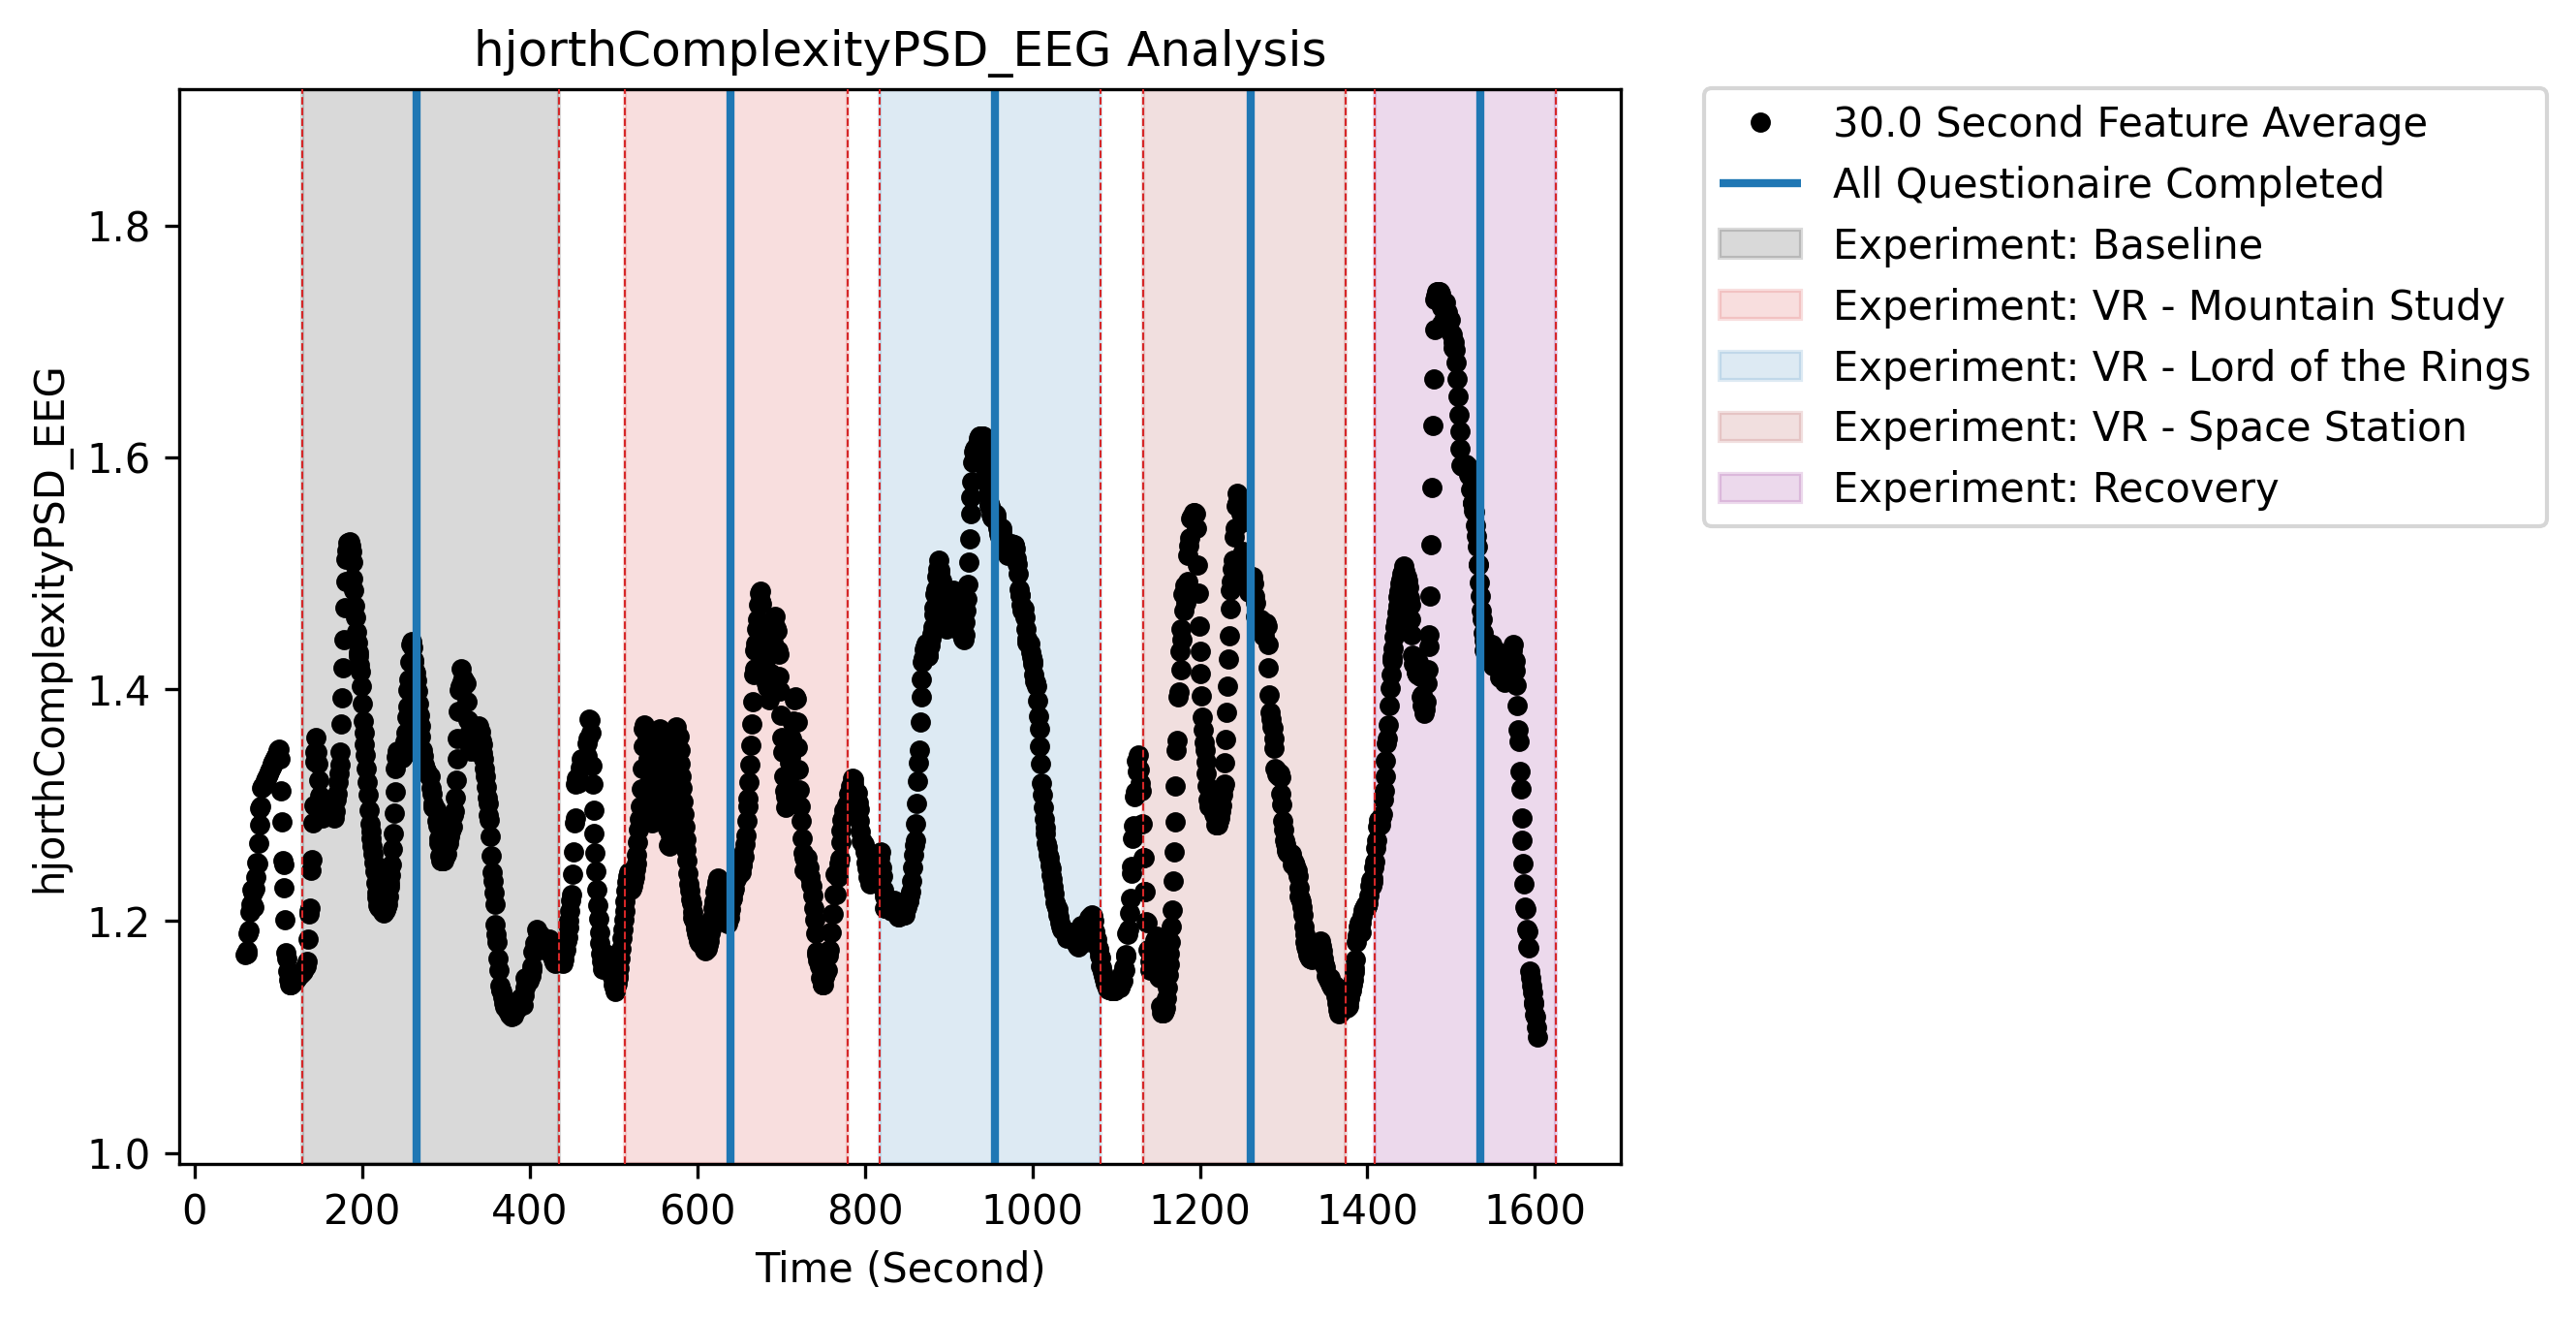 hjorthComplexityPSD_EEG Analysis
hjorthComplexityPSD_EEG
1.8
1.6
1.4
1.2
1.0
0 200 400 600 800 1000 1200 1400 1600
Time (Second)
30.0 Second Feature Average
All Questionaire Completed
Experiment: Baseline
Experiment: VR - Mountain Study
Experiment: VR - Lord of the Rings
Experiment: VR - Space Station
Experiment: Recovery